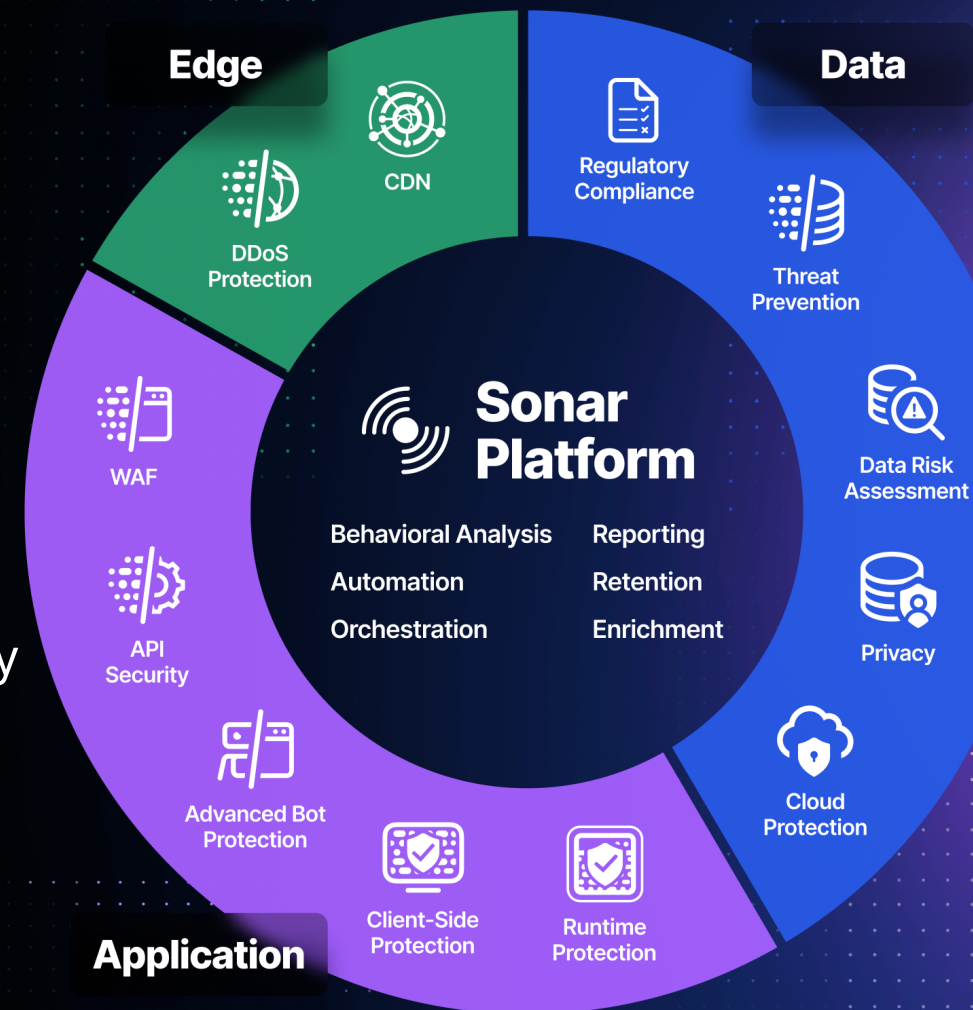 Edge
CDN
DDoS
Protection
Data
Regulatory
Compliance
Threat
Prevention
Data Risk
Assessment
Privacy
Cloud
Protection
Sonar
Platform
Behavioral Analysis
Automation
Orchestration
Reporting
Retention
Enrichment
WAF
API
Security
Advanced Bot
Protection
Client-Side
Protection
Runtime
Protection
Application
y